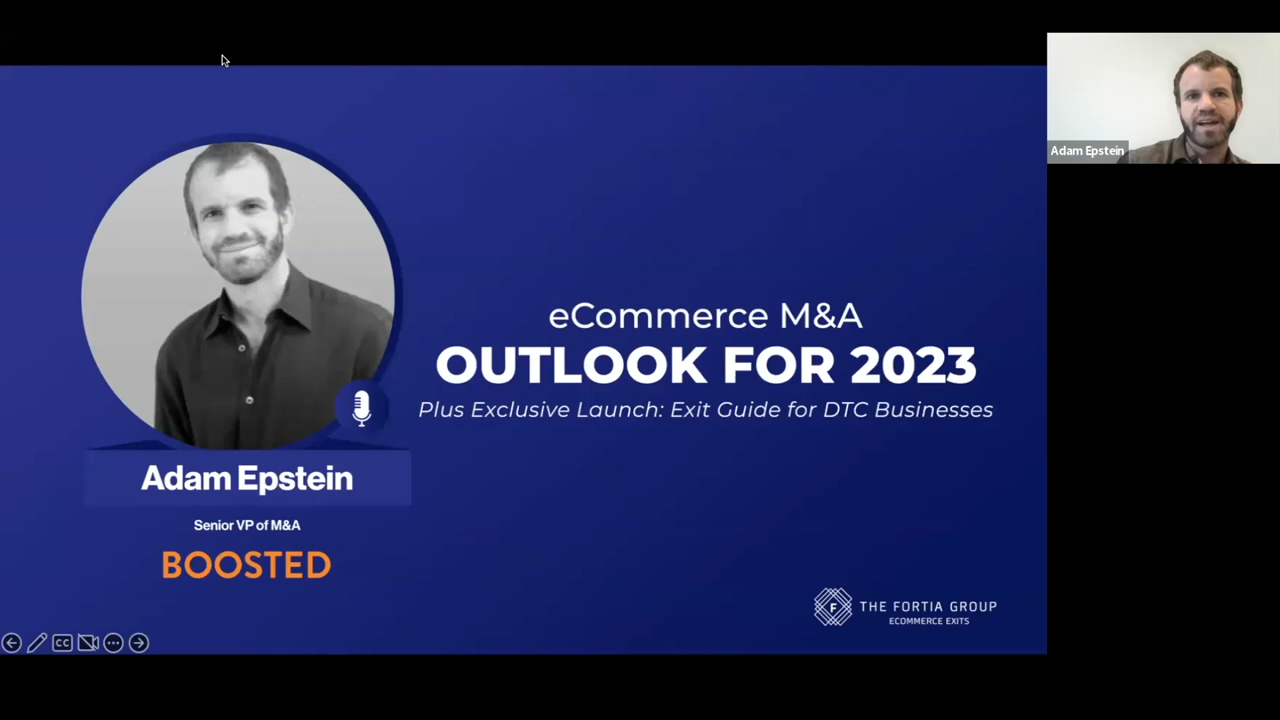 eCommerce M&A
OUTLOOK FOR 2023
Plus Exclusive Launch: Exit Guide for DTC Businesses
Adam Epstein
Senior VP of M&A
BOOSTED
F
THE FORTIA GROUP
ECOMMERCE EXITS
CC
Adam Epstein